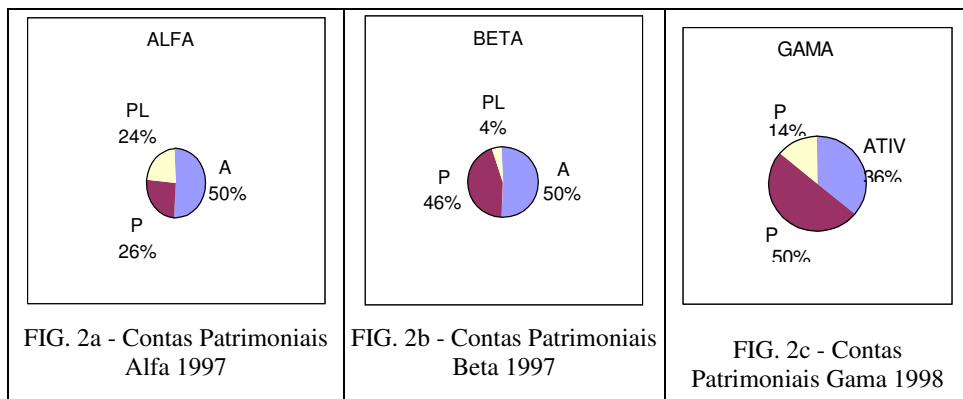 ALFA
PL
24%
A
50%
P
26%
FIG. 2a - Contas Patrimoniais
Alfa 1997
BETA
PL
4%
P
46%
A
50%
FIG. 2b - Contas Patrimoniais
Beta 1997
GAMA
P
14%
ATIV
36%
P
50%
FIG. 2c - Contas
Patrimoniais Gama 1998